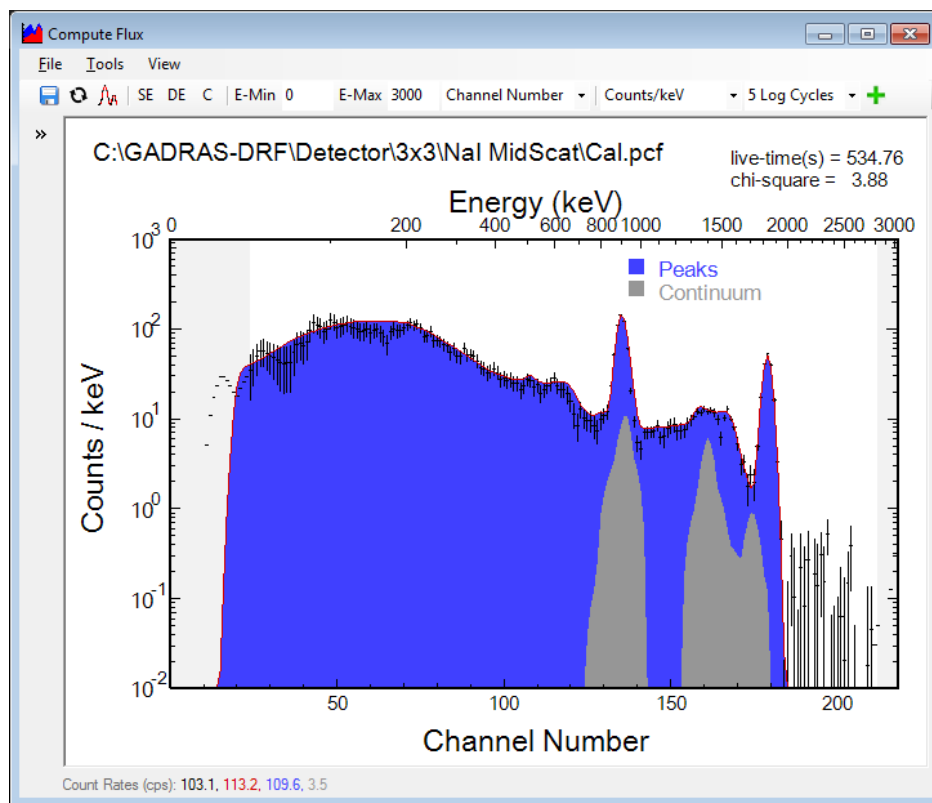 Compute Flux
File Tools View
SE DE C E-Min 0 E-Max 3000 Channel Number Counts/keV 5 Log Cycles
»
C:\GADRAS-DRF\Detector\3x3\NaI MidScat\Cal.pcf
live-time(s) = 534.76
chi-square = 3.88
Energy (keV)
0 200 400 600 800 1000 1500 2000 2500 3000
10^3
10^2
10^1
10^0
10^-1
10^-2
Counts / keV
Peaks
Continuum
50 100 150 200
Channel Number
Count Rates (cps): 103.1, 113.2, 109.6, 3.5